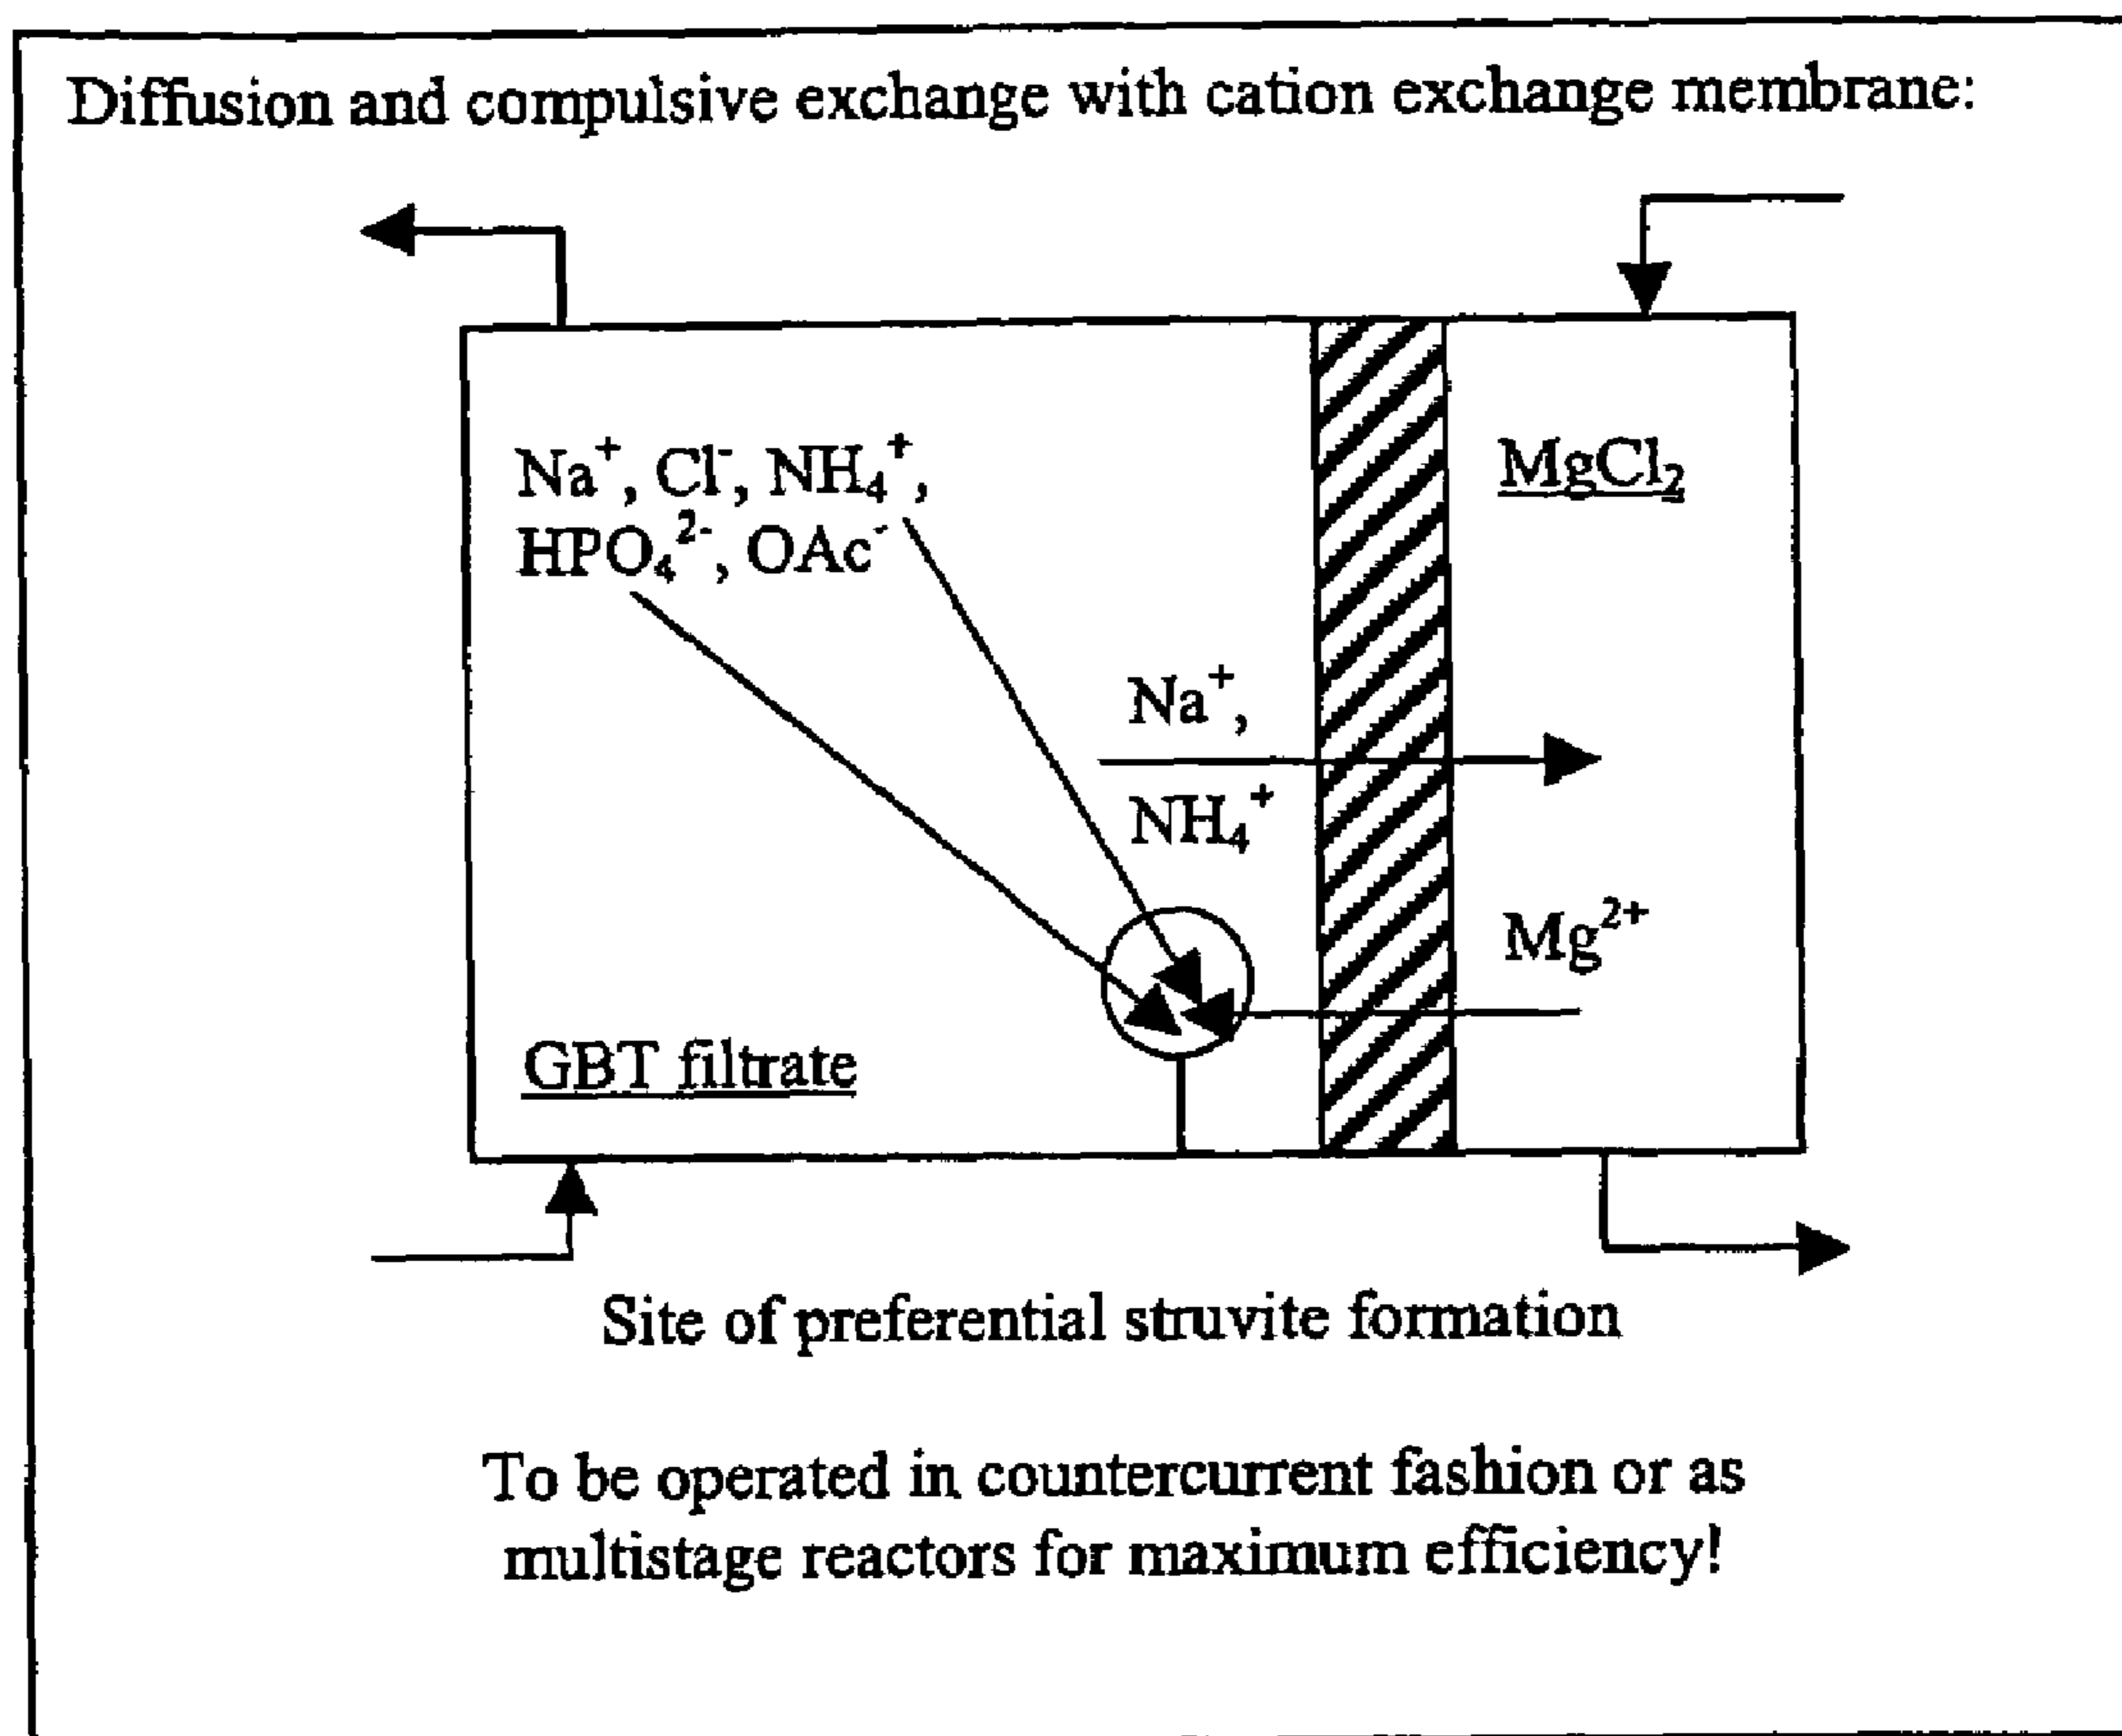 Diffusion and compulsive exchange with cation exchange membrane:
Na⁺, Cl⁻, NH₄⁺,
HPO₄²⁻, OAc⁻
MgCl₂
Na⁺,
NH₄⁺
Mg²⁺
GBT filtrate
Site of preferential struvite formation
To be operated in countercurrent fashion or as
multistage reactors for maximum efficiency!